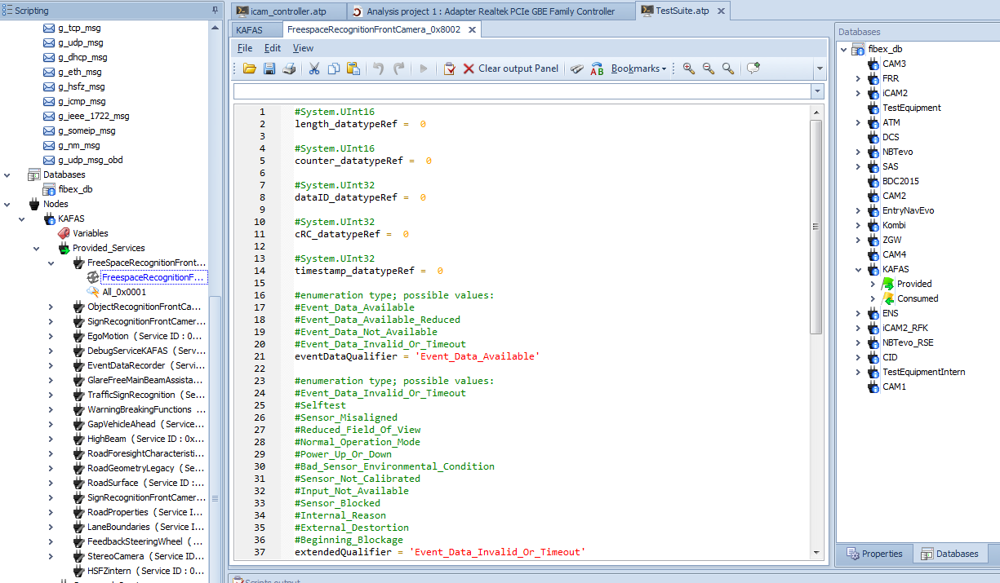 Scripting
g_tcp_msg
g_udp_msg
g_dhcp_msg
g_eth_msg
g_hsfz_msg
g_icmp_msg
g_ieee_1722_msg
g_someip_msg
g_nm_msg
g_udp_msg_obd
Databases
fibex_db
Nodes
KAFAS
Variables
Provided_Services
FreeSpaceRecognitionFront...
FreespaceRecognitionF...
All_0x0001
ObjectRecognitionFrontCa...
SignRecognitionFrontCamer...
EgoMotion (Service ID : 0...
DebugServiceKAFAS (Serv...
EventDataRecorder (Servi...
GlareFreeMainBeamAssista...
TrafficSignRecognition (Se...
WarningBreakingFunctions ...
GapVehicleAhead (Service...
HighBeam (Service ID : 0x...
RoadForesightCharacteristi...
RoadGeometryLegacy (Se...
RoadSurface (Service ID :...
SignRecognitionFrontCamer...
RoadProperties (Service I...
LaneBoundaries (Service I...
FeedbackSteeringWheel (...
StereoCamera (Service ID...
HSFZintern (Service ID : 0...
icam_controller.atp
Analysis project 1 : Adapter Realtek PCIe GBE Family Controller
TestSuite.atp
KAFAS
FreespaceRecognitionFrontCamera_0x8002
File Edit View
Clear output Panel
Bookmarks
1 #System.UInt16
2 length_datatypeRef = 0
3
4 #System.UInt16
5 counter_datatypeRef = 0
6
7 #System.UInt32
8 dataID_datatypeRef = 0
9
10 #System.UInt32
11 cRC_datatypeRef = 0
12
13 #System.UInt32
14 timestamp_datatypeRef = 0
15
16 #enumeration type; possible values:
17 #Event_Data_Available
18 #Event_Data_Available_Reduced
19 #Event_Data_Not_Available
20 #Event_Data_Invalid_Or_Timeout
21 eventDataQualifier = 'Event_Data_Available'
22
23 #enumeration type; possible values:
24 #Event_Data_Invalid_Or_Timeout
25 #Selftest
26 #Sensor_Misaligned
27 #Reduced_Field_Of_View
28 #Normal_Operation_Mode
29 #Power_Up_Or_Down
30 #Bad_Sensor_Environmental_Condition
31 #Sensor_Not_Calibrated
32 #Input_Not_Available
33 #Sensor_Blocked
34 #Internal_Reason
35 #External_Destortion
36 #Beginning_Blockage
37 extendedQualifier = 'Event_Data_Invalid_Or_Timeout'
Scripts output
Databases
fibex_db
CAM3
FRR
iCAM2
TestEquipment
ATM
DCS
NBTevo
SAS
BDC2015
CAM2
EntryNavEvo
Kombi
ZGW
CAM4
KAFAS
Provided
Consumed
ENS
iCAM2_RFK
NBTevo_RSE
CID
TestEquipmentIntern
CAM1
Properties
Databases